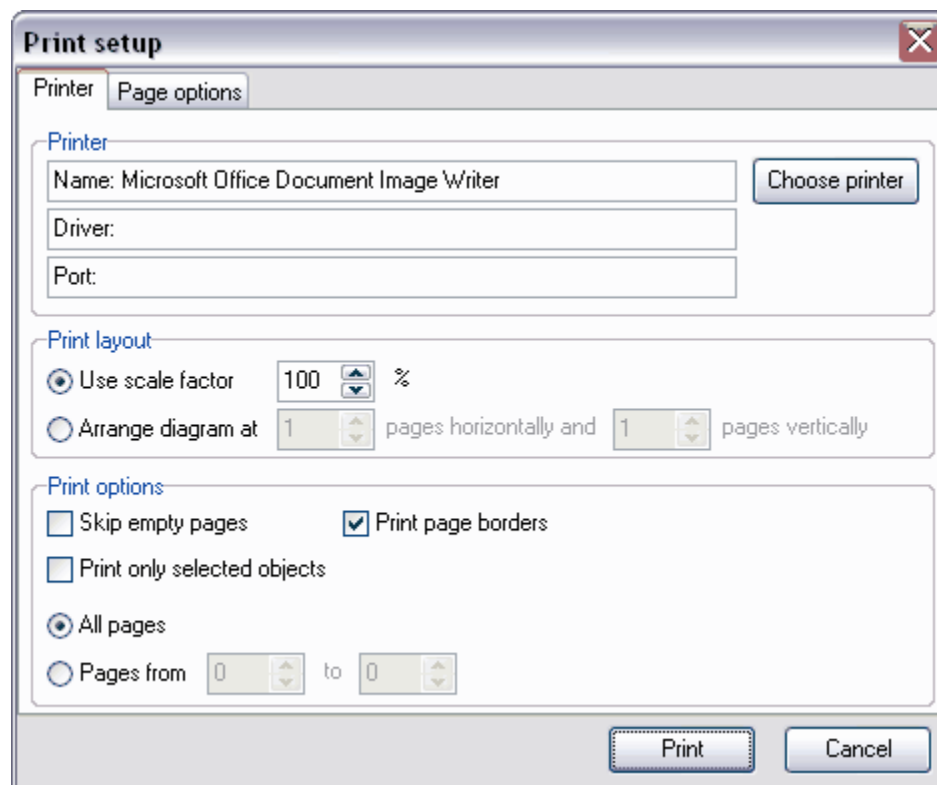 Print setup
Printer Page options
Printer
Name: Microsoft Office Document Image Writer Choose printer
Driver:
Port:
Print layout
Use scale factor 100 %
Arrange diagram at 1 pages horizontally and 1 pages vertically
Print options
Skip empty pages Print page borders
Print only selected objects
All pages
Pages from 0 to 0
Print Cancel